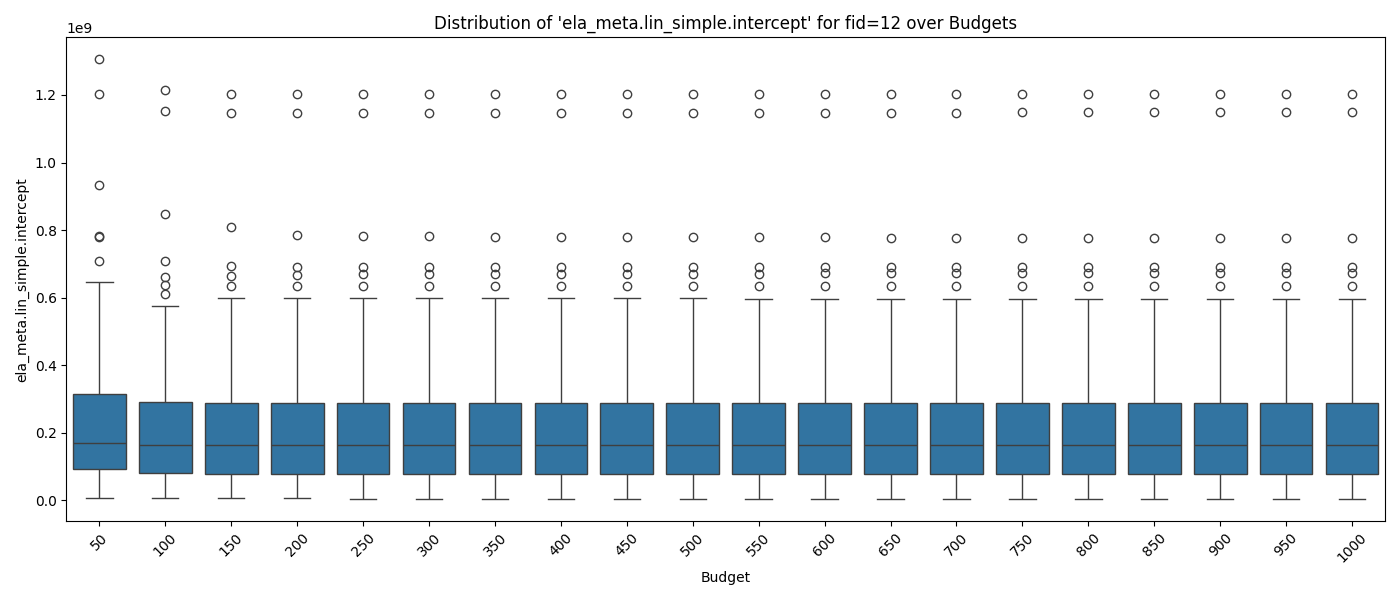 Distribution of 'ela_meta.lin_simple.intercept' for fid=12 over Budgets
1e9
1.2
1.0
0.8
0.6
0.4
0.2
0.0
ela_meta.lin_simple.intercept
50 100 150 200 250 300 350 400 450 500 550 600 650 700 750 800 850 900 950 1000
Budget